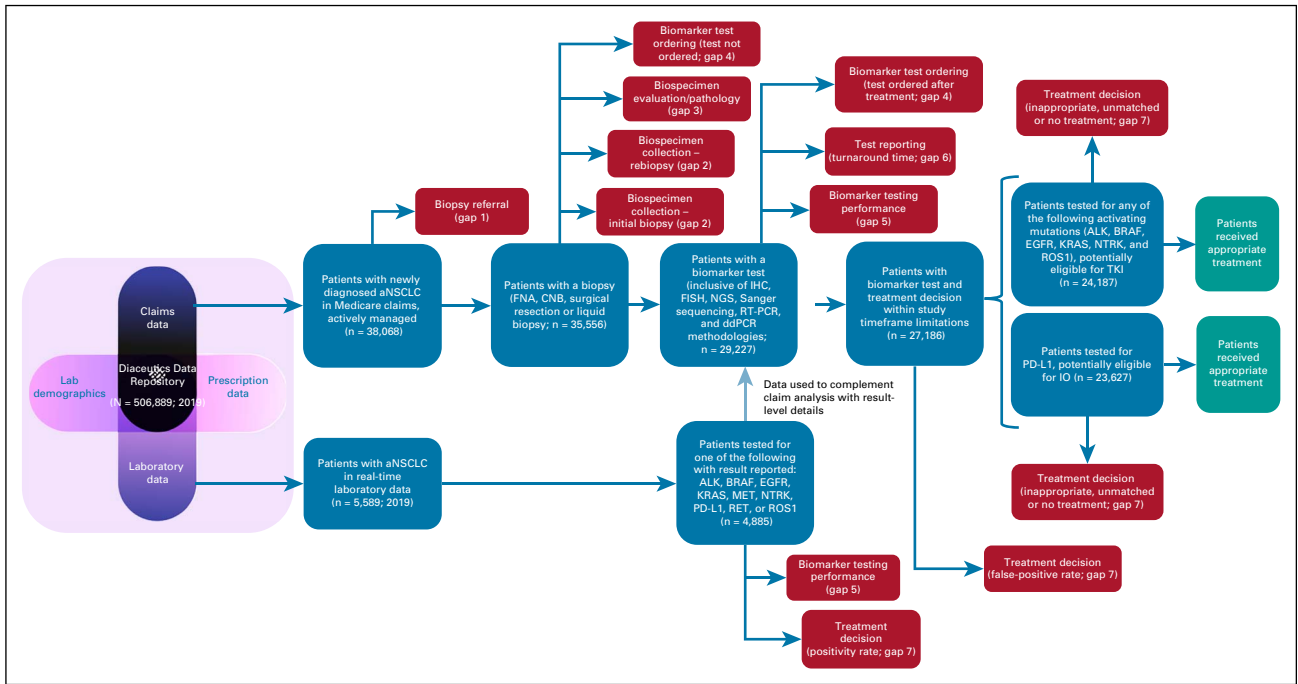 Claims
data
Lab
demographics
Diaceutics Data
Repository
(N = 506,889; 2019)
Prescription
data
Laboratory
data
Patients with newly
diagnosed aNSCLC
in Medicare claims,
actively managed
(n = 38,068)
Biopsy referral
(gap 1)
Patients with a biopsy
(FNA, CNB, surgical
resection or liquid
biopsy; n = 35,556)
Biomarker test
ordering (test not
ordered; gap 4)
Biospecimen
evaluation/pathology
(gap 3)
Biospecimen
collection –
rebiopsy (gap 2)
Biospecimen
collection –
initial biopsy (gap 2)
Patients with a
biomarker test
(inclusive of IHC,
FISH, NGS, Sanger
sequencing, RT-PCR,
and ddPCR
methodologies;
n = 29,227)
Biomarker test ordering
(test ordered after
treatment; gap 4)
Test reporting
(turnaround time; gap 6)
Biomarker testing
performance
(gap 5)
Patients with
biomarker test and
treatment decision
within study
timeframe limitations
(n = 27,186)
Treatment decision
(inappropriate, unmatched
or no treatment; gap 7)
Patients tested for any
of the following
activating
mutations (ALK, BRAF,
EGFR, KRAS, NTRK, and
ROS1), potentially
eligible for TKI
n = 24,187
Patients
received
appropriate
treatment
Patients tested for
PD-L1, potentially eligible
for IO (n = 23,627)
Patients
received
appropriate
treatment
Treatment decision
(inappropriate, unmatched
or no treatment; gap 7)
Treatment decision
(false-positive rate; gap 7)
Data used to complement
claim analysis with result-
level details
Patients with aNSCLC
in real-time
laboratory data
(n = 5,589; 2019)
Patients tested for
one of the following
with result reported:
ALK, BRAF, EGFR,
KRAS, MET, NTRK,
PD-L1, RET, or ROS1
(n = 4,885)
Biomarker testing
performance
(gap 5)
Treatment
decision
(positivity rate; gap 7)